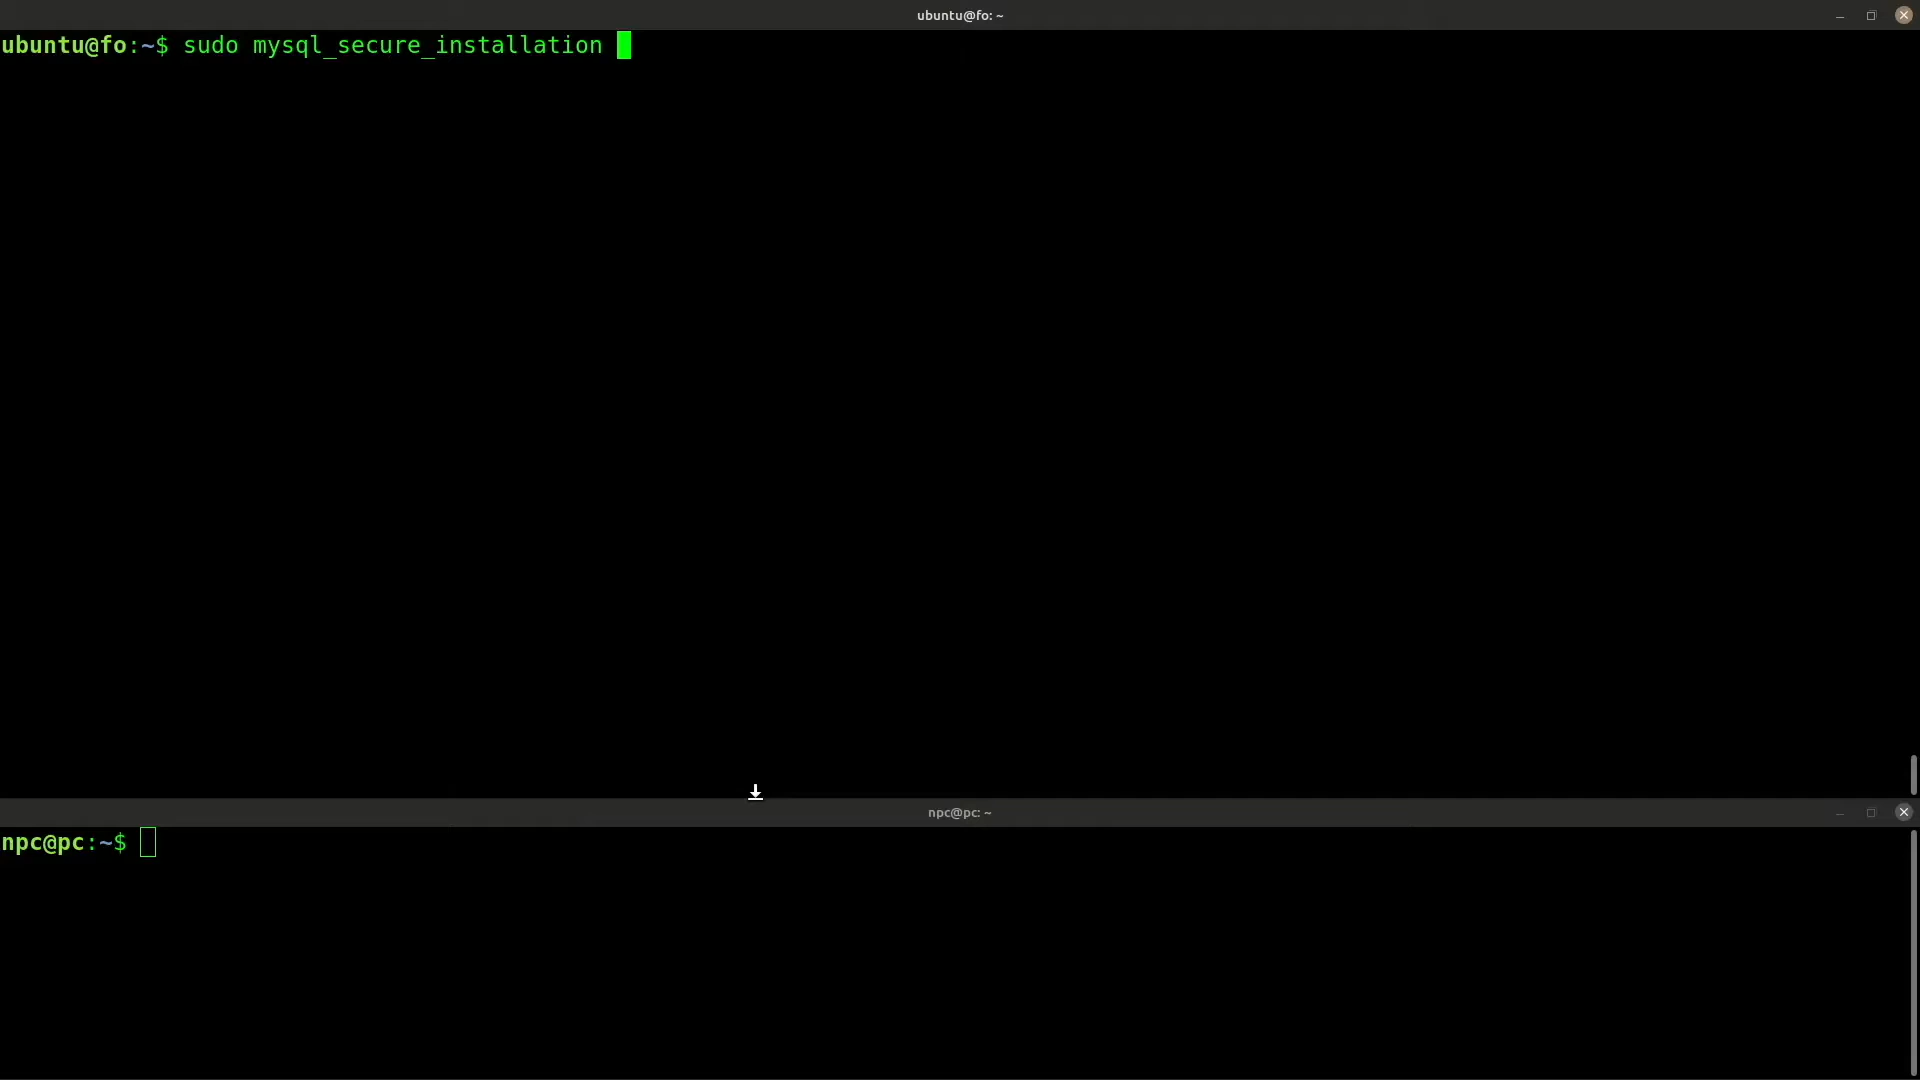 ubuntu@fo: ~
ubuntu@fo:~$ sudo mysql_secure_installation
npc@pc: ~
npc@pc:~$